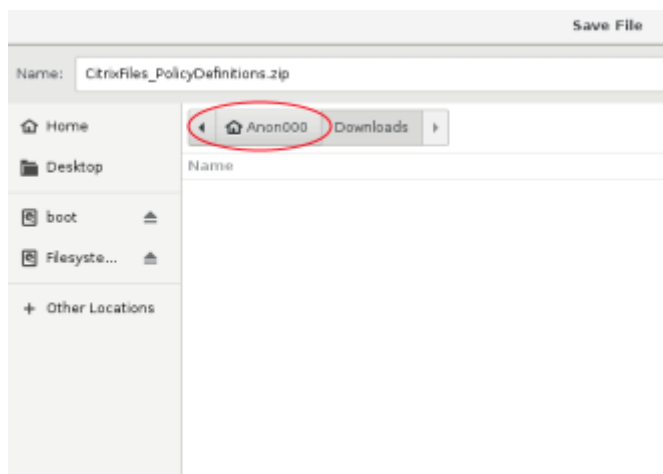 Save File
Name: CitrixFiles_PolicyDefinitions.zip
Home
Anon000 Downloads
Desktop
Name
boot
Filesyste...
+ Other Locations